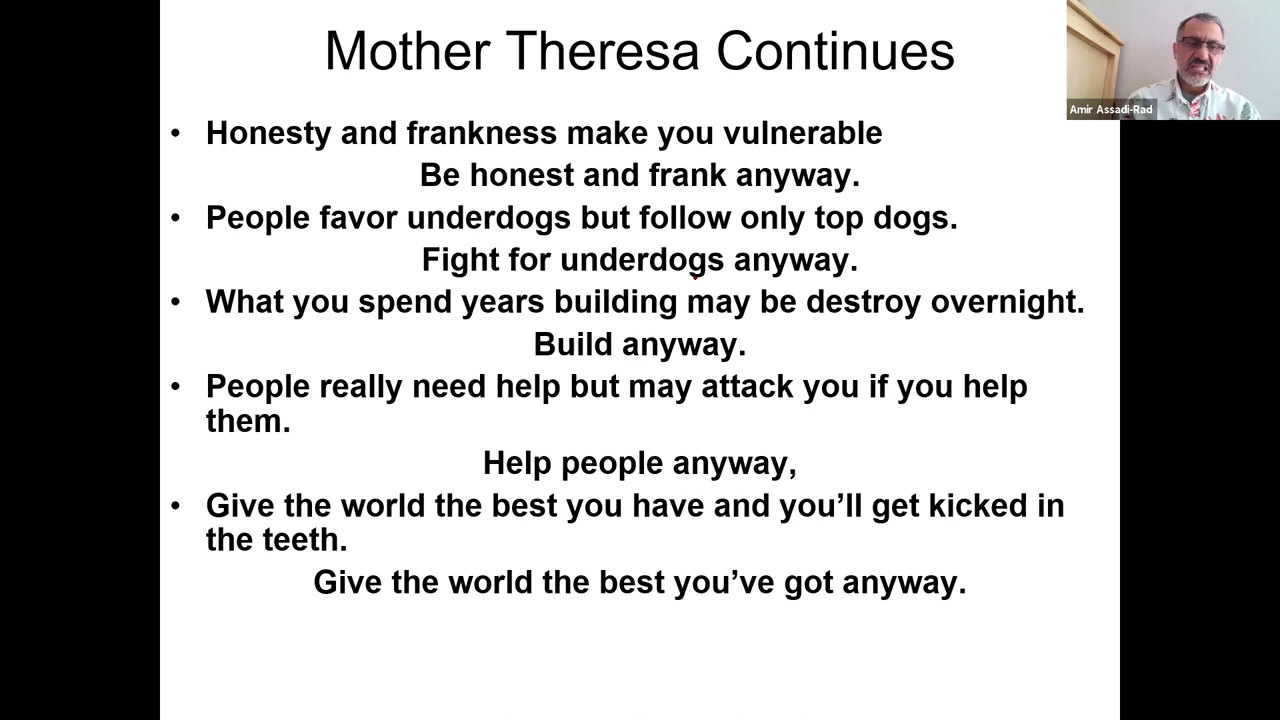 Mother Theresa Continues
Amir Assadi-Rad
• Honesty and frankness make you vulnerable
Be honest and frank anyway.
• People favor underdogs but follow only top dogs.
Fight for underdogs anyway.
• What you spend years building may be destroy overnight.
Build anyway.
• People really need help but may attack you if you help
them.
Help people anyway,
• Give the world the best you have and you’ll get kicked in
the teeth.
Give the world the best you’ve got anyway.